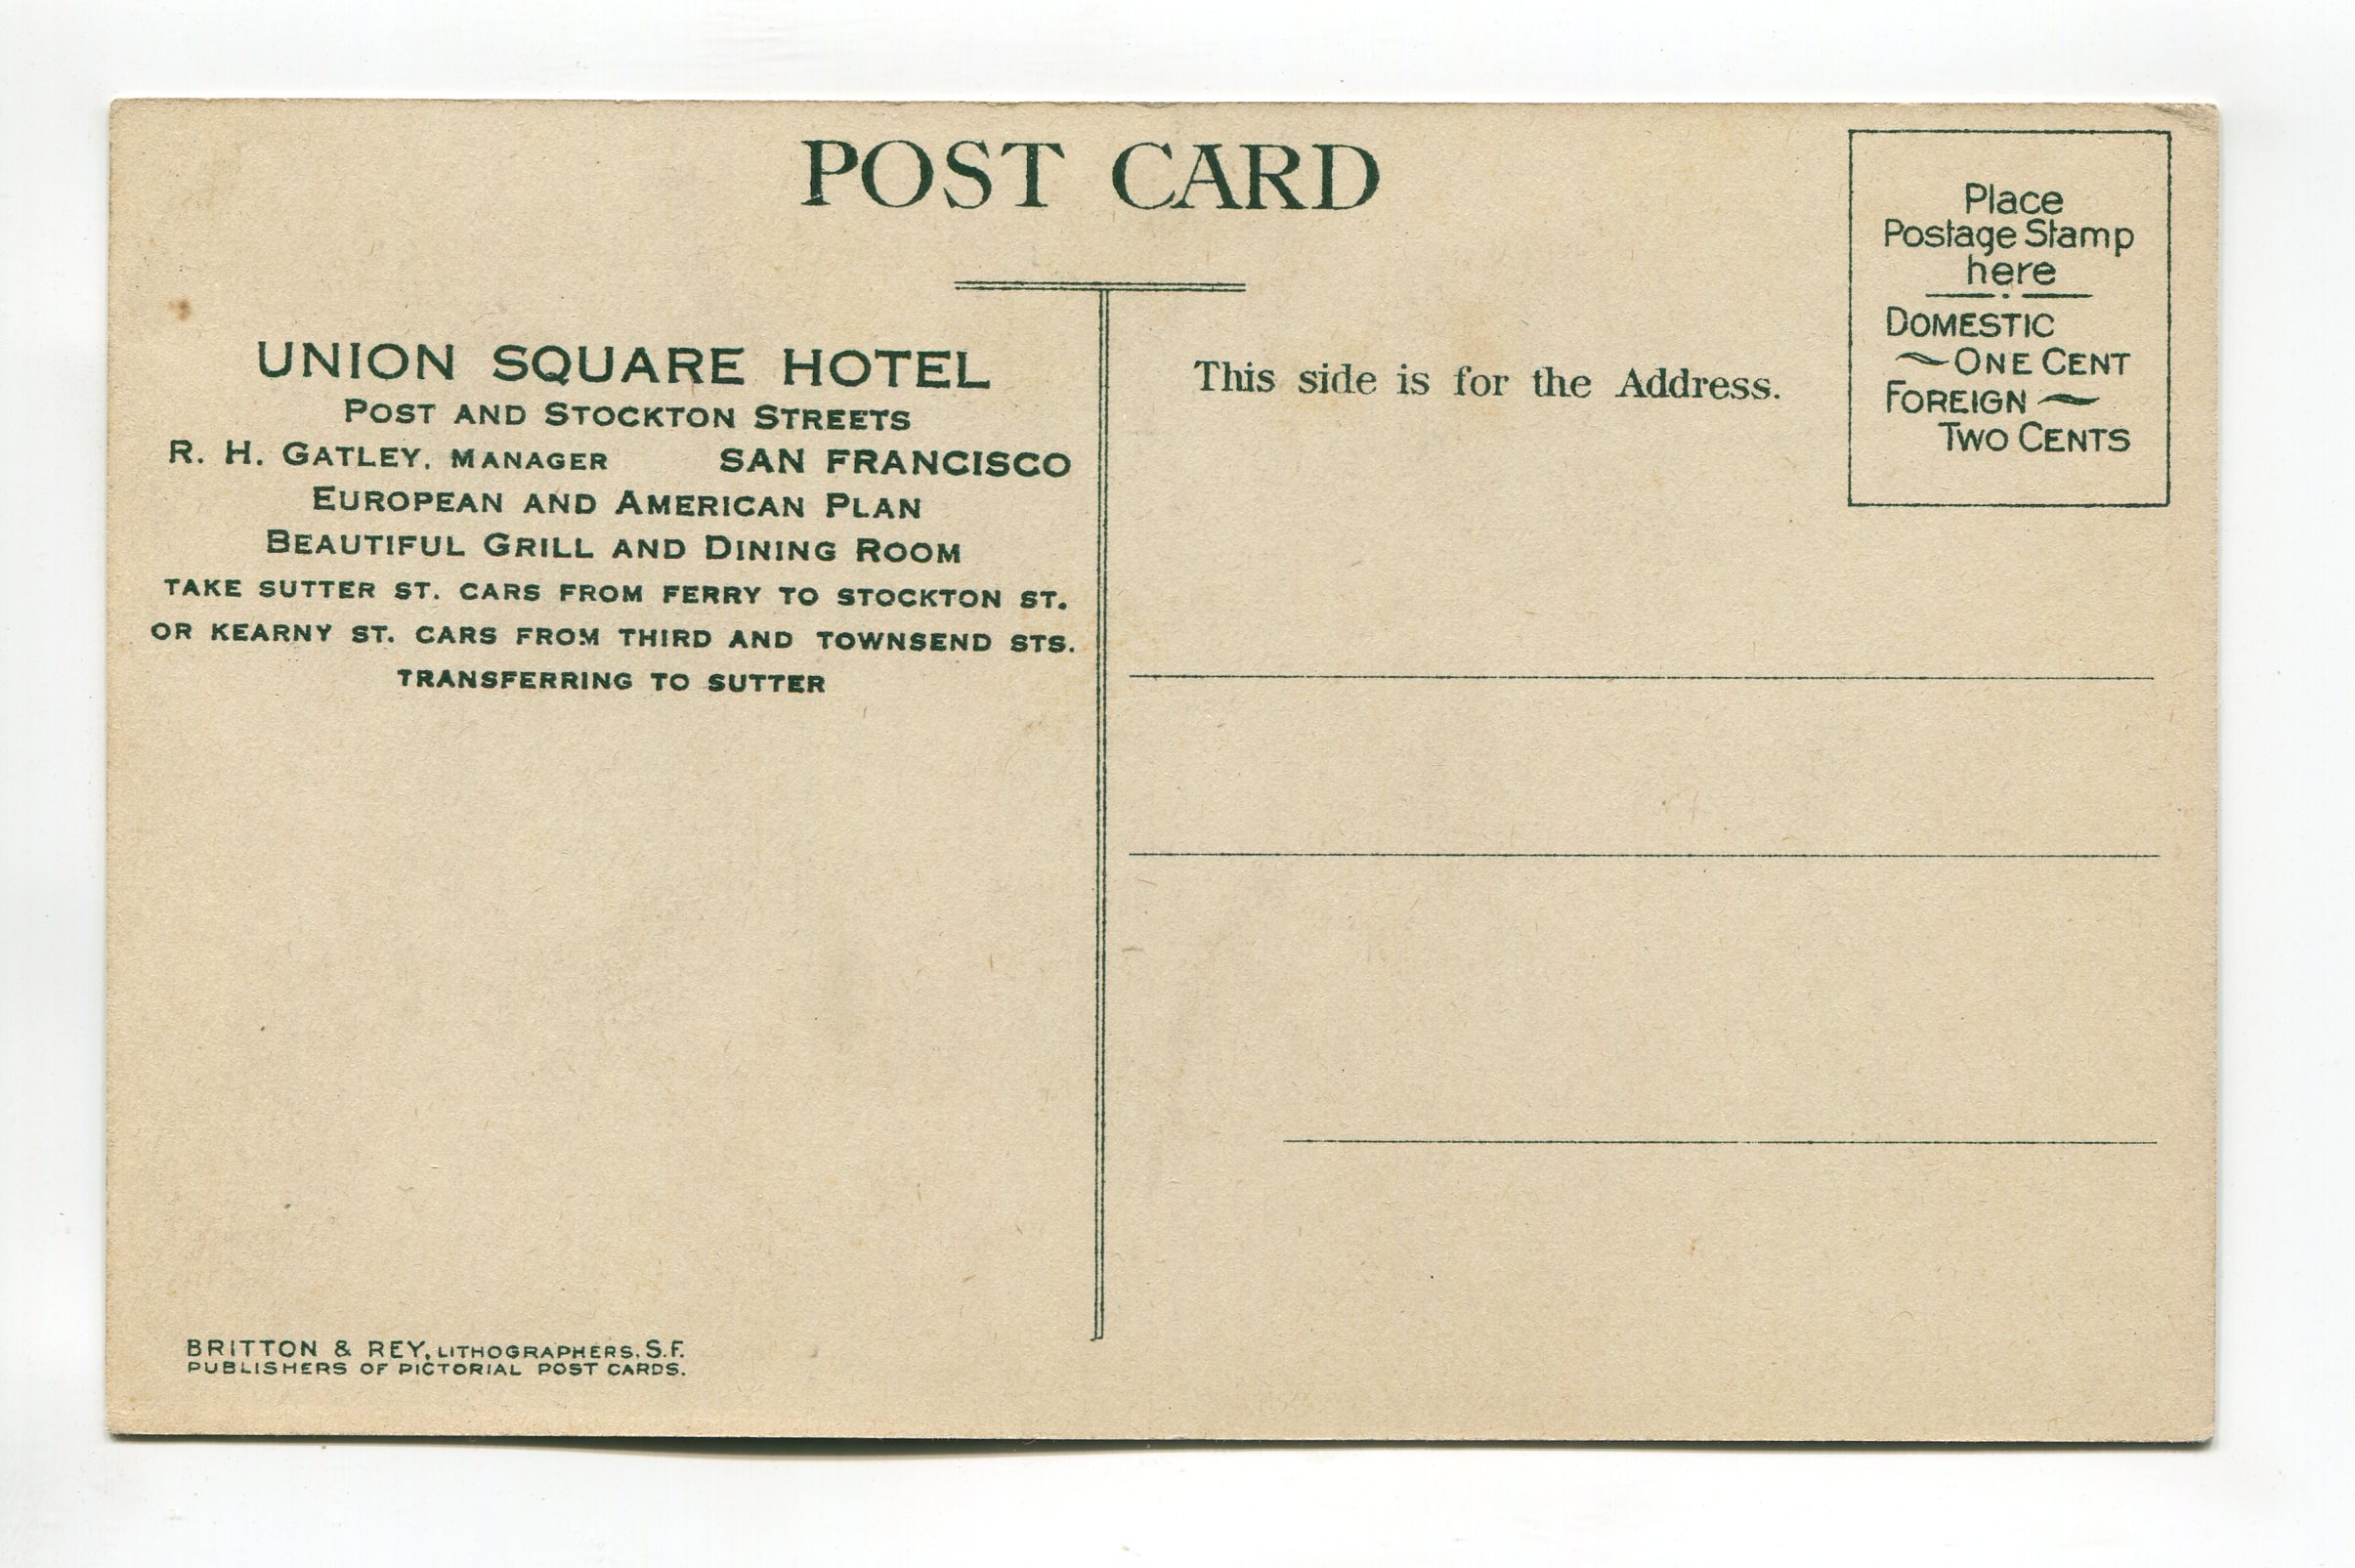 POST CARD
UNION SQUARE HOTEL
POST AND STOCKTON STREETS
R. H. GATLEY, MANAGER SAN FRANCISCO
EUROPEAN AND AMERICAN PLAN
BEAUTIFUL GRILL AND DINING ROOM
TAKE SUTTER ST. CARS FROM FERRY TO STOCKTON ST.
OR KEARNY ST. CARS FROM THIRD AND TOWNSEND STS.
TRANSFERRING TO SUTTER
BRITTON & REY, LITHOGRAPHERS, S.F.
PUBLISHERS OF PICTORIAL POST CARDS.
This side is for the Address.
Place
Postage Stamp
here
DOMESTIC
~ONE CENT
FOREIGN ~
TWO CENTS